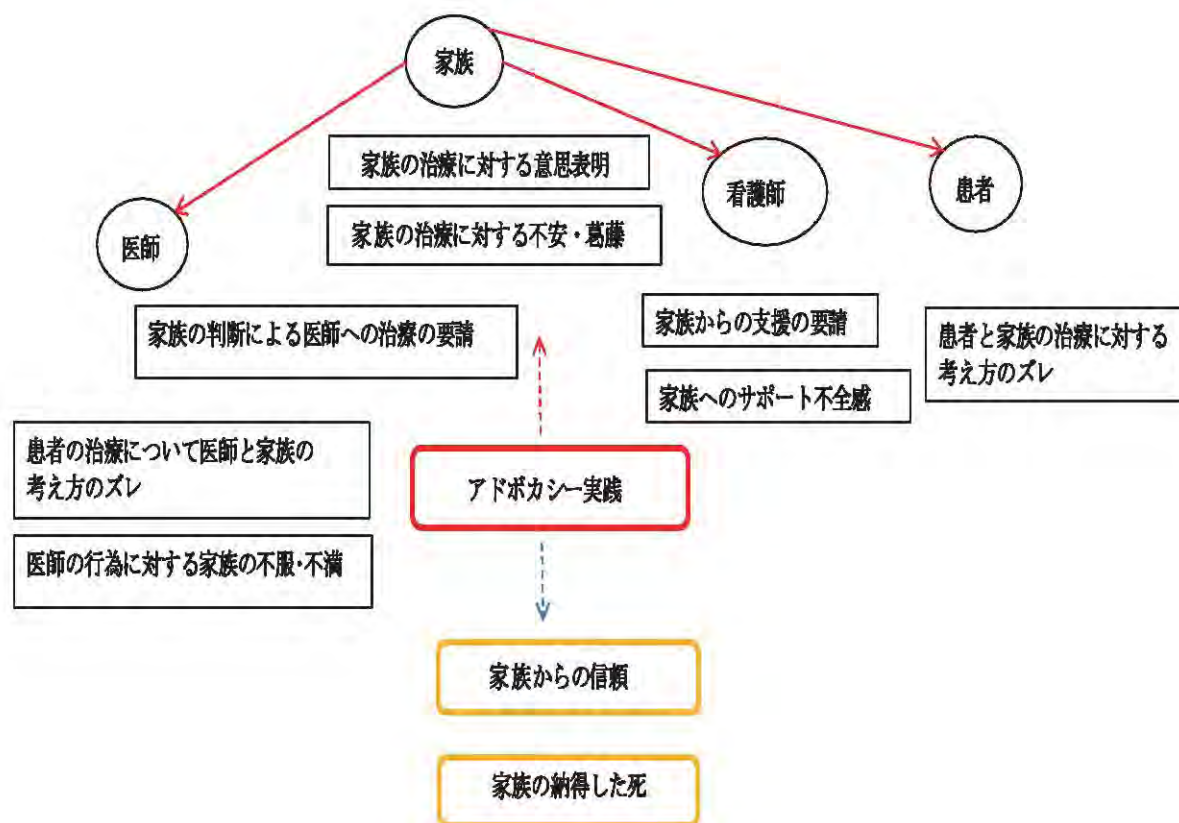 家族
家族の治療に対する意思表明
看護師
患者
家族の治療に対する不安・葛藤
医師
家族の判断による医師への治療の要請
家族からの支援の要請
患者と家族の治療に対する
考え方のズレ
家族へのサポート不全感
患者の治療について医師と家族の
考え方のズレ
アドボカシー実践
医師の行為に対する家族の不服・不満
家族からの信頼
家族の納得した死